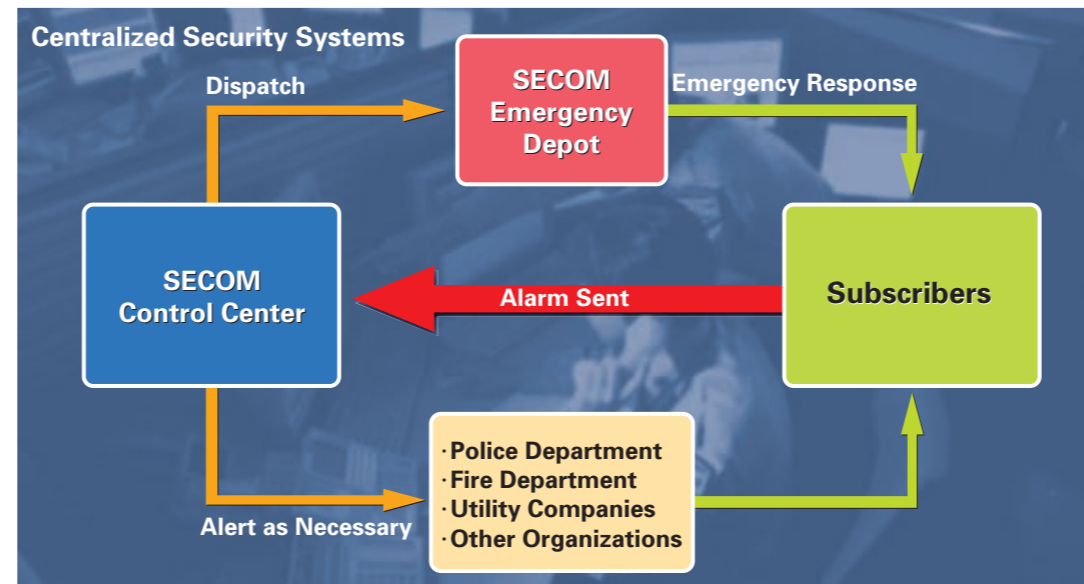 Centralized Security Systems
Dispatch
SECOM
Emergency
Depot
Emergency Response
SECOM
Control Center
Alarm Sent
Subscribers
Alert as Necessary
·Police Department
·Fire Department
·Utility Companies
·Other Organizations